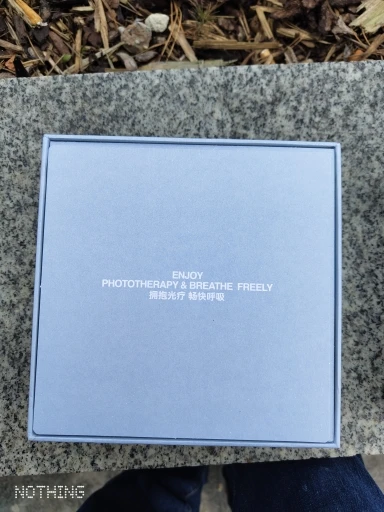 ENJOY
PHOTOTHERAPY & BREATHE FREELY
拥抱光疗 畅快呼吸
NOTHING